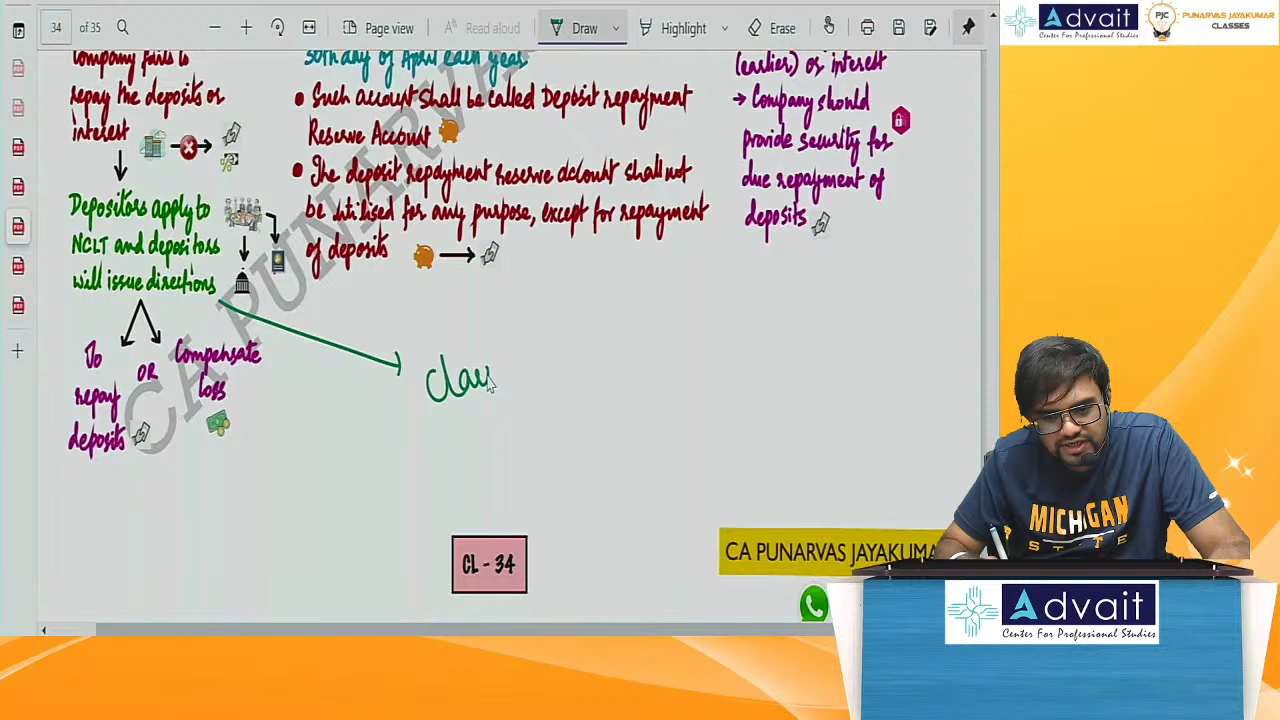 34 of 35
Page view
Read aloud
Draw
Highlight
Erase
Advait
Center For Professional Studies
PJC
PUNARVAS JAYAKUMAR
CLASSES
Company fails to
repay the deposits or
interest
Depositors apply to
NCLT and depositors
will issue directions
To
repay
deposits
OR
Compensate
loss
30th day of April each year
• Such account shall be called Deposit repayment
Reserve Account
• The deposit repayment reserve account shall not
be utilised for any purpose, except for repayment
of deposits
(earlier) or interest
→ Company should
provide security for
due repayment of
deposits
CA PUNARVA
Clau
CL - 34
CA PUNARVAS JAYAKUMA
MICHIGAN
STATE
Advait
Center For Professional Studies